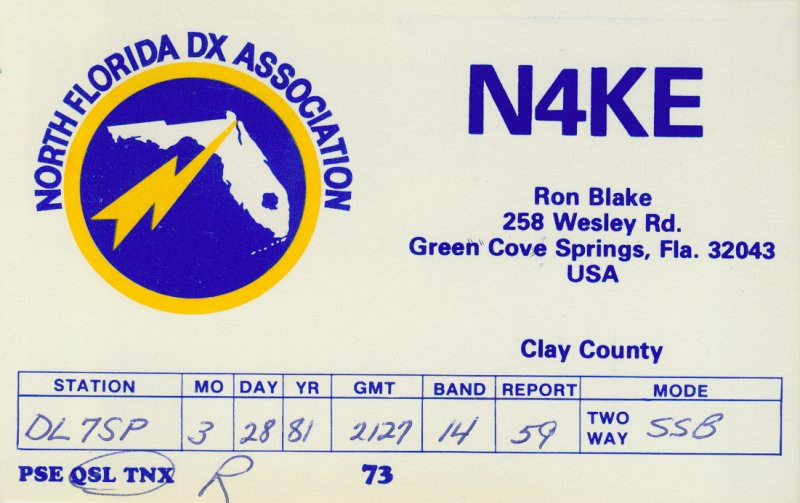 NORTH FLORIDA DX ASSOCIATION
N4KE
Ron Blake
258 Wesley Rd.
Green Cove Springs, Fla. 32043
USA
Clay County
STATION MO DAY YR GMT BAND REPORT MODE
DL7SP 3 28 81 2127 14 59 TWO WAY SSB
PSE QSL TNX R 73